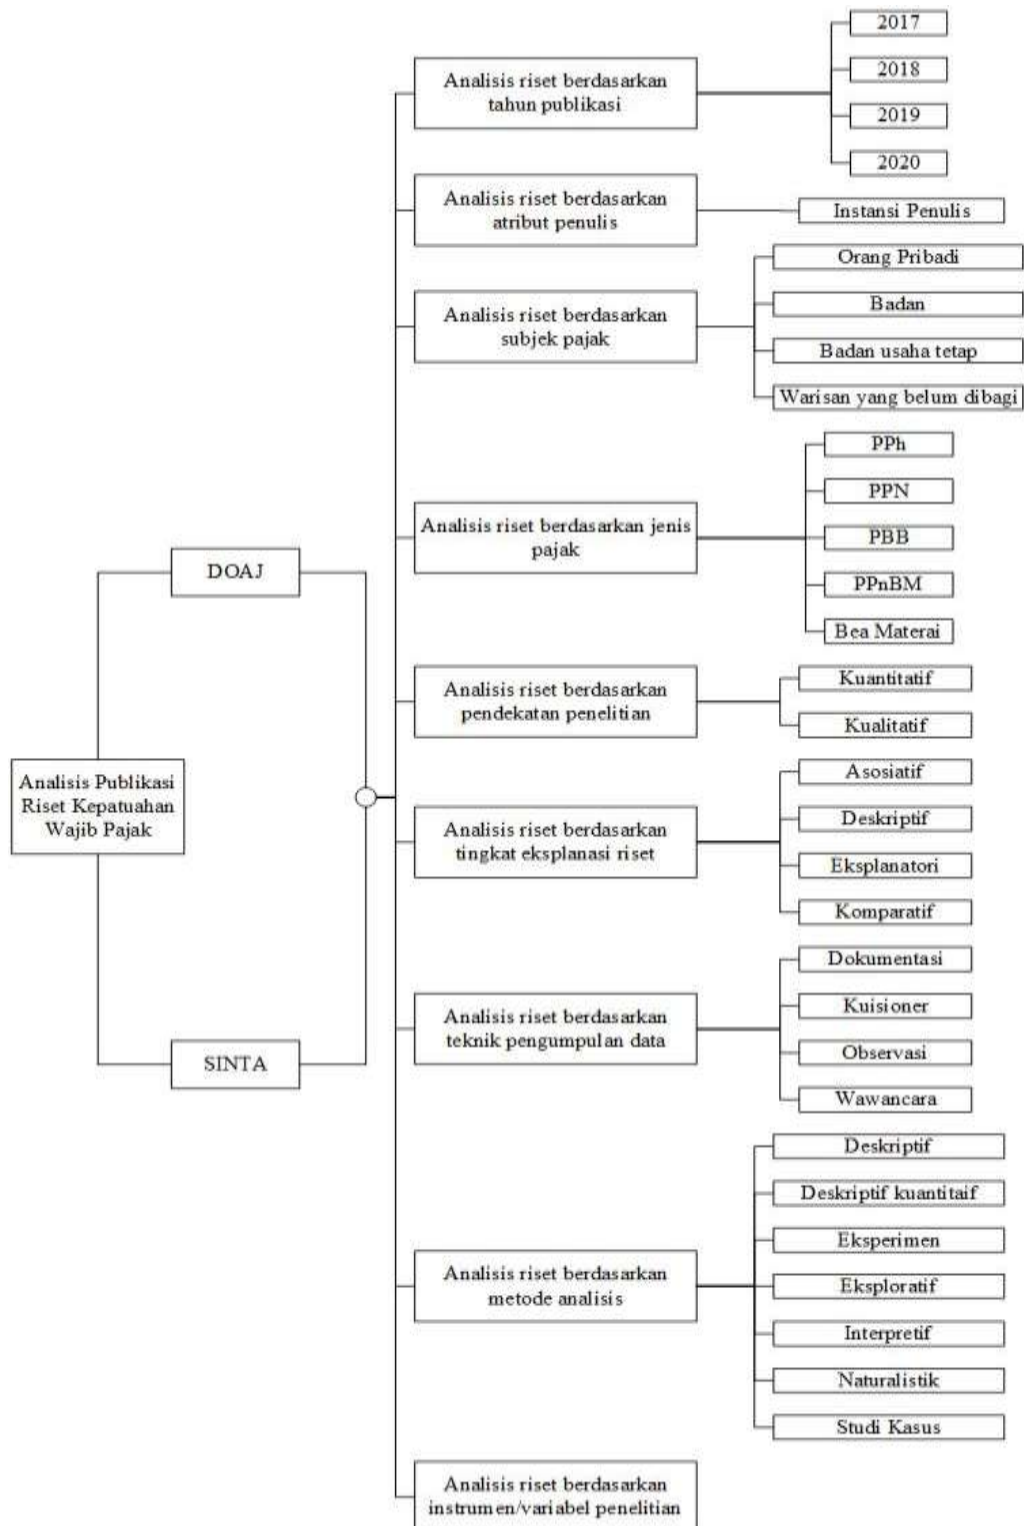 Analisis Publikasi
Riset Kepatuahan
Wajib Pajak
DOAJ
SINTA
Analisis riset berdasarkan
tahun publikasi
2017
2018
2019
2020
Analisis riset berdasarkan
atribut penulis
Instansi Penulis
Analisis riset berdasarkan
subjek pajak
Orang Pribadi
Badan
Badan usaha tetap
Warisan yang belum dibagi
Analisis riset berdasarkan jenis
pajak
PPh
PPN
PBB
PPnBM
Bea Materai
Analisis riset berdasarkan
pendekatan penelitian
Kuantitatif
Kualitatif
Analisis riset berdasarkan
tingkat eksplanasi riset
Asosiatif
Deskriptif
Eksplanatori
Komparatif
Analisis riset berdasarkan
teknik pengumpulan data
Dokumentasi
Kuisioner
Observasi
Wawancara
Analisis riset berdasarkan
metode analisis
Deskriptif
Deskriptif kuantitaif
Eksperimen
Eksploratif
Interpretif
Naturalistik
Studi Kasus
Analisis riset berdasarkan
instrumen/variabel penelitian